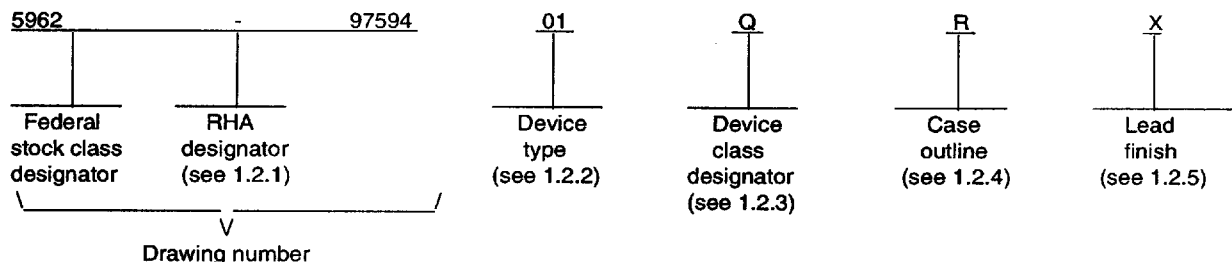 5962 - 97594 01 Q R X
Federal stock class designator
RHA designator (see 1.2.1)
Device type (see 1.2.2)
Device class designator (see 1.2.3)
Case outline (see 1.2.4)
Lead finish (see 1.2.5)
Drawing number